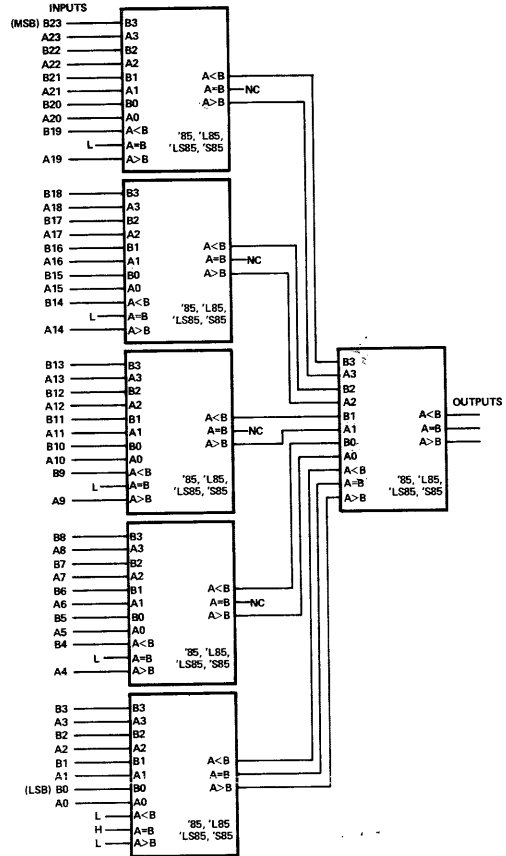 INPUTS
(MSB) B23 B3
A23 A3
B22 B2
A22 A2
B21 B1 A<B
A21 A1 A=B NC
B20 B0 A>B
A20 A0
B19 A<B '85, 'L85,
L A=B 'LS85, 'S85
A19 A>B
B18 B3
A18 A3
B17 B2
A17 A2
B16 B1 A<B
A16 A1 A=B NC
B15 B0 A>B
A15 A0
B14 A<B '85, 'L85,
L A=B 'LS85, 'S85
A14 A>B
B13 B3
A13 A3
B12 B2
A12 A2
B11 B1 A<B
A11 A1 A=B NC
B10 B0 A>B
A10 A0
B9 A<B '85, 'L85,
L A=B 'LS85, 'S85
A9 A>B
B8 B3
A8 A3
B7 B2
A7 A2
B6 B1 A<B
A6 A1 A=B NC
B5 B0 A>B
A5 A0
B4 A<B '85, 'L85,
L A=B 'LS85, 'S85
A4 A>B
B3 B3
A3 A3
B2 B2
A2 A2
B1 B1 A<B
A1 A1 A=B
(LSB) B0 B0 A>B
A0 A0
L A<B '85, 'L85
H A=B 'LS85, 'S85
L A>B
B3
A3
B2
A2 OUTPUTS
B1 A<B
A1 A=B
B0 A>B
A0
A<B
A=B '85, 'L85,
A>B 'LS85, 'S85